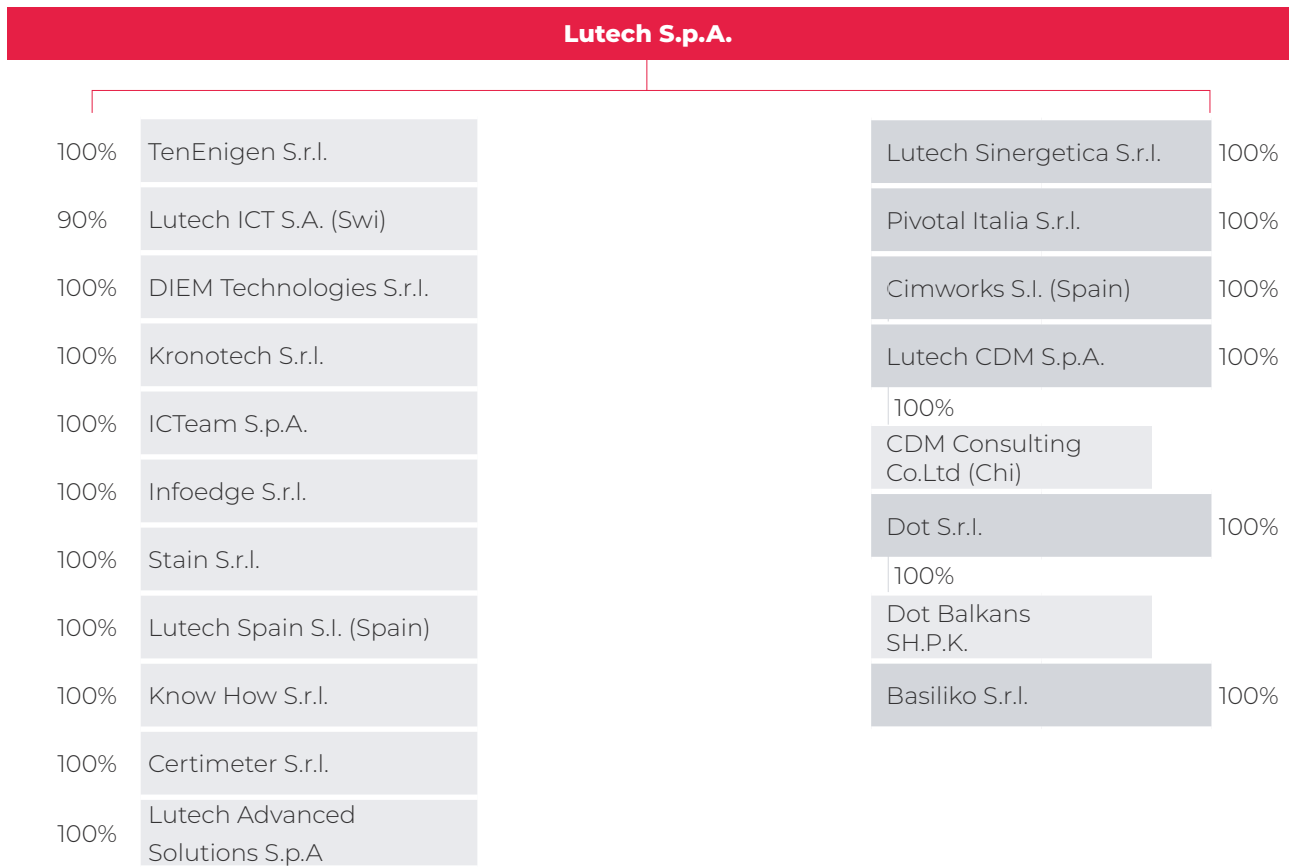 Lutech S.p.A.
100% TenEnigen S.r.l.
90% Lutech ICT S.A. (Swi)
100% DIEM Technologies S.r.l.
100% Kronotech S.r.l.
100% ICTeam S.p.A.
100% Infoedge S.r.l.
100% Stain S.r.l.
100% Lutech Spain S.l. (Spain)
100% Know How S.r.l.
100% Certimeter S.r.l.
100% Lutech Advanced
Solutions S.p.A
Lutech Sinergetica S.r.l. 100%
Pivotal Italia S.r.l. 100%
Cimworks S.l. (Spain) 100%
Lutech CDM S.p.A. 100%
100%
CDM Consulting
Co.Ltd (Chi)
Dot S.r.l. 100%
100%
Dot Balkans
SH.P.K.
Basiliko S.r.l. 100%